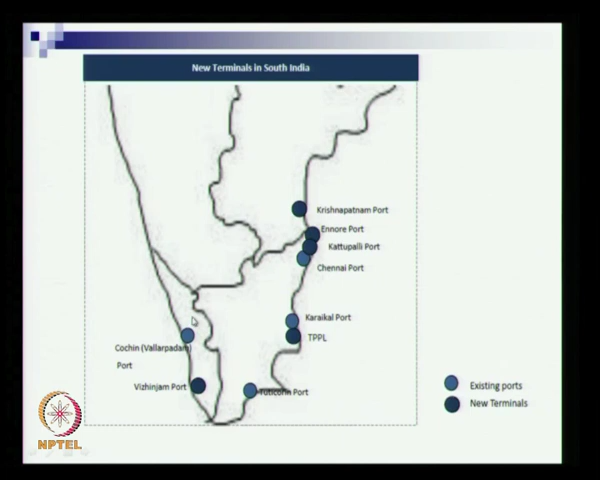 New Terminals in South India
Krishnapatnam Port
Ennore Port
Kattupalli Port
Chennai Port
Karaikal Port
TPPL
Cochin (Vallarpadam)
Port
Vizhinjam Port
Tuticorin Port
Existing ports
New Terminals
NPTEL